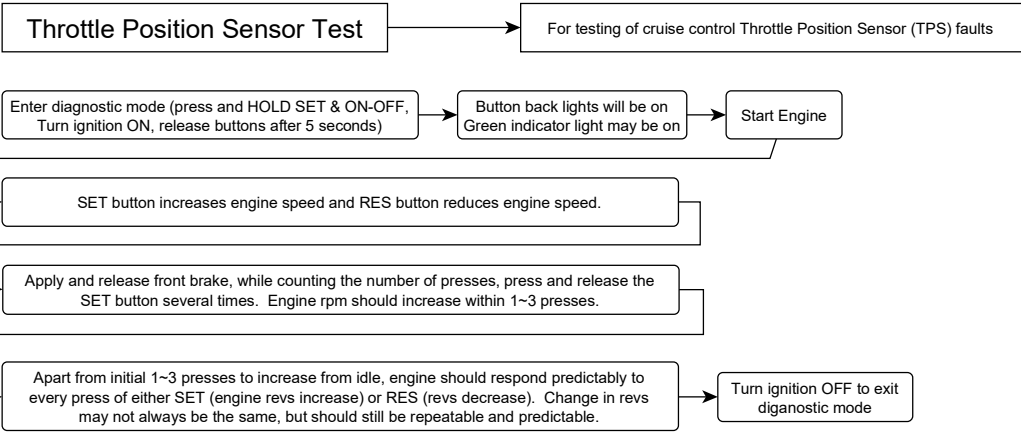 Throttle Position Sensor Test
For testing of cruise control Throttle Position Sensor (TPS) faults
Enter diagnostic mode (press and HOLD SET & ON-OFF,
Turn ignition ON, release buttons after 5 seconds)
Button back lights will be on
Green indicator light may be on
Start Engine
SET button increases engine speed and RES button reduces engine speed.
Apply and release front brake, while counting the number of presses, press and release the
SET button several times.  Engine rpm should increase within 1~3 presses.
Apart from initial 1~3 presses to increase from idle, engine should respond predictably to
every press of either SET (engine revs increase) or RES (revs decrease).  Change in revs
may not always be the same, but should still be repeatable and predictable.
Turn ignition OFF to exit
diganostic mode